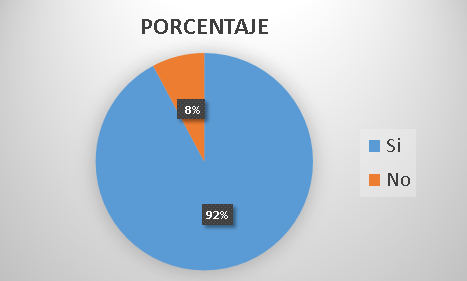 PORCENTAJE
8%
92%
Si
No